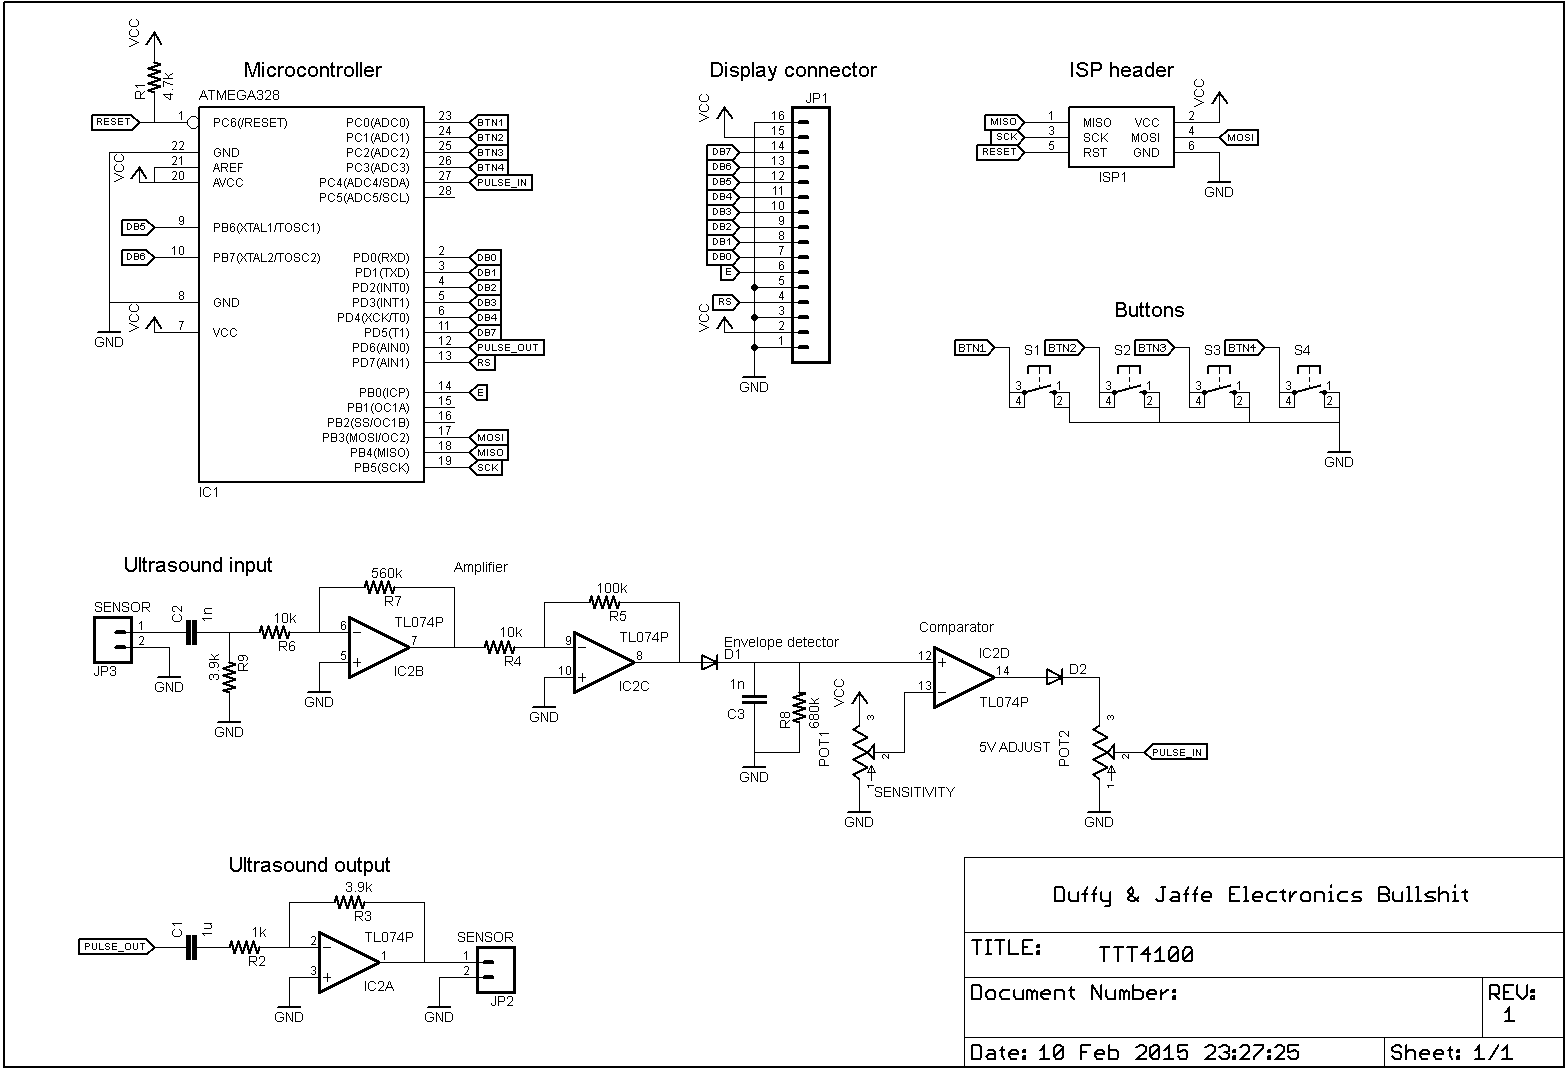 Microcontroller
VCC
R1
4.7k
ATMEGA328
RESET
1 PC6(/RESET)
22 GND
21 AREF
20 AVCC
VCC
DB5 9 PB6(XTAL1/TOSC1)
DB6 10 PB7(XTAL2/TOSC2)
8 GND
7 VCC
VCC
GND
PC0(ADC0) 23 BTN1
PC1(ADC1) 24 BTN2
PC2(ADC2) 25 BTN3
PC3(ADC3) 26 BTN4
PC4(ADC4/SDA) 27 PULSE_IN
PC5(ADC5/SCL) 28
PD0(RXD) 2 DB0
PD1(TXD) 3 DB1
PD2(INT0) 4 DB2
PD3(INT1) 5 DB3
PD4(XCK/T0) 6 DB4
PD5(T1) 11 DB7
PD6(AIN0) 12 PULSE_OUT
PD7(AIN1) 13 RS
PB0(ICP) 14 E
PB1(OC1A) 15
PB2(SS/OC1B) 16
PB3(MOSI/OC2) 17 MOSI
PB4(MISO) 18 MISO
PB5(SCK) 19 SCK
IC1
Display connector
JP1
VCC
16
15
DB7 14
DB6 13
DB5 12
DB4 11
DB3 10
DB2 9
DB1 8
DB0 7
E 6
5
RS 4
3
VCC 2
1
GND
ISP header
VCC
MISO 1 MISO VCC 2
SCK 3 SCK MOSI 4 MOSI
RESET 5 RST GND 6
ISP1
GND
Buttons
BTN1 S1 BTN2 S2 BTN3 S3 BTN4 S4
3 1 3 1 3 1 3 1
4 2 4 2 4 2 4 2
GND
Ultrasound input
Amplifier
SENSOR
1
2
JP3
GND
C2
1n
3.9k
R9
GND
10k
R6
560k
R7
6
5
7
TL074P
IC2B
GND
10k
R4
100k
R5
9
10
8
TL074P
IC2C
GND
D1
Envelope detector
1n
C3
R8
680k
GND
VCC
POT1
3
2
1
SENSITIVITY
GND
Comparator
IC2D
12
13
14
TL074P
D2
5V ADJUST
POT2
3
2
1
PULSE_IN
GND
Ultrasound output
PULSE_OUT
C1
1u
1k
R2
3.9k
R3
2
3
1
TL074P
IC2A
GND
SENSOR
1
2
JP2
GND
Duffy & Jaffe Electronics Bullshit
TITLE: TTT4100
Document Number:
REV:
1
Date: 10 Feb 2015 23:27:25
Sheet: 1/1